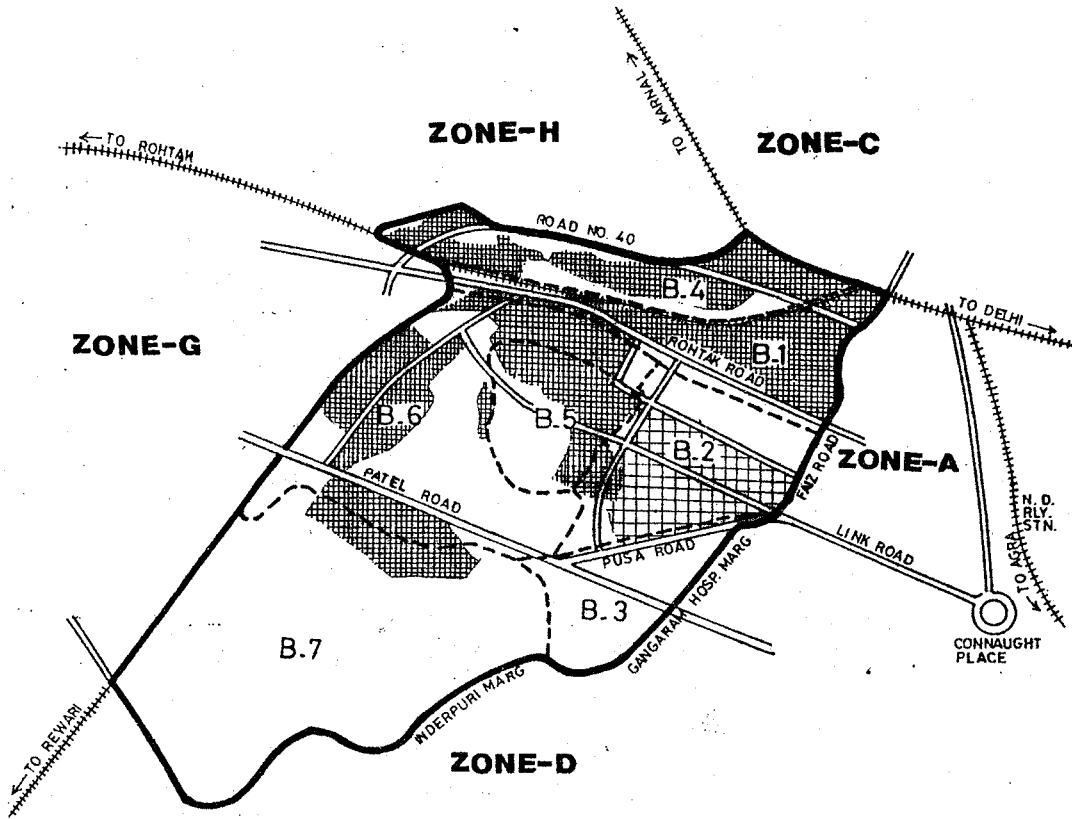 ← TO KARNAL
ZONE-H
ZONE-C
← TO ROHTAK
ROAD NO. 40
B-4
TO DELHI →
ZONE-G
B-1
ROHTAK ROAD
B-6
B-5
B-2
ZONE-A
FAIZ ROAD
PATEL ROAD
N. D.
RLY.
STN.
LINK ROAD
PUSA ROAD
TO AGRA →
B-3
GANGARAM HOSP. MARG
CONNAUGHT
PLACE
B-7
INDERPURI MARG
← TO REWARI
ZONE-D